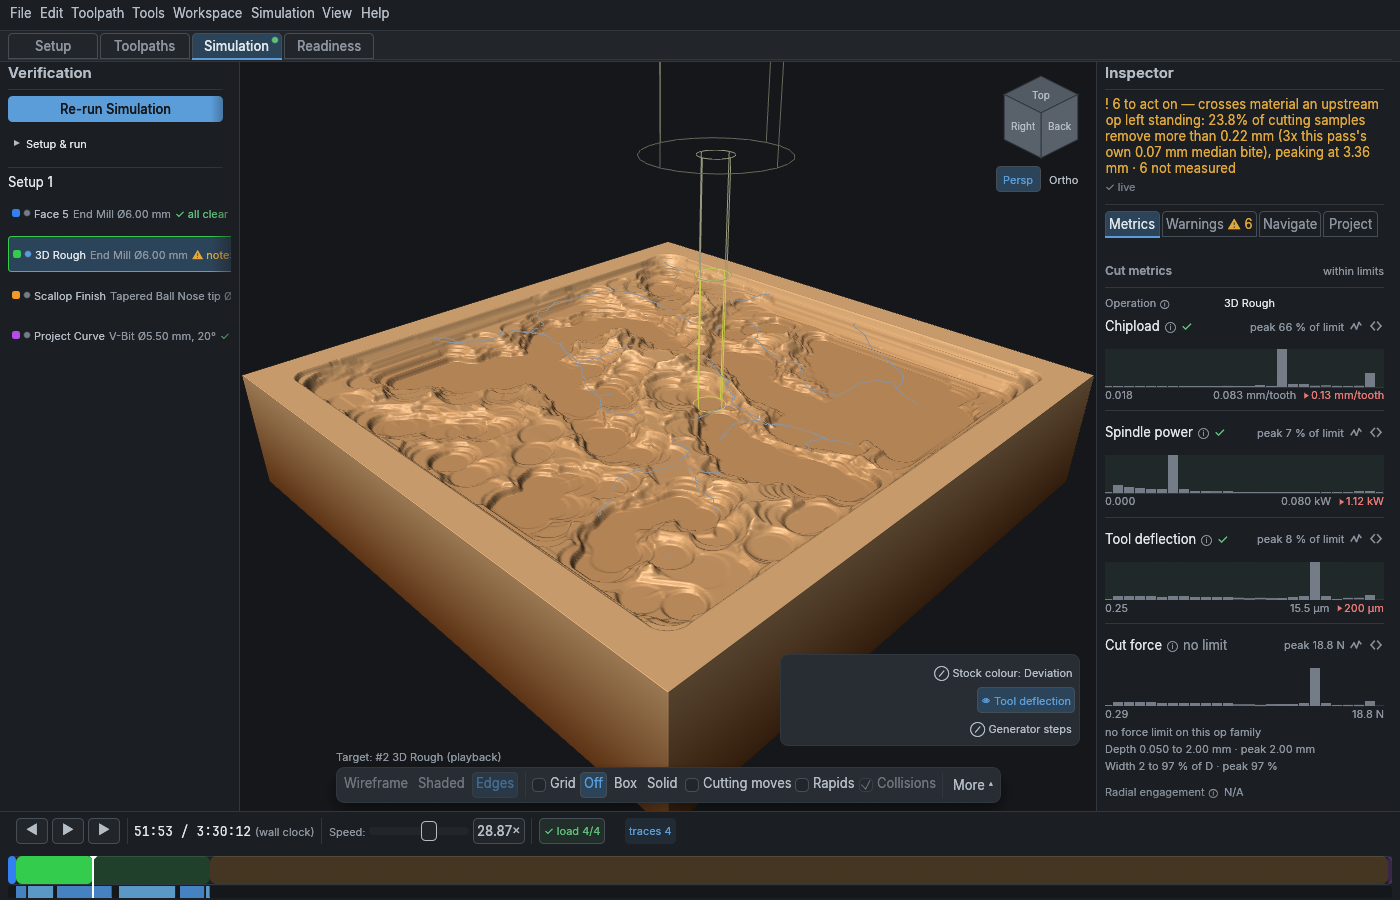 File Edit Toolpath Tools Workspace Simulation View Help
Setup Toolpaths Simulation Readiness
Verification
Re-run Simulation
Setup & run
Setup 1
Face 5 End Mill Ø6.00 mm ✓ all clear
3D Rough End Mill Ø6.00 mm ⚠ note
Scallop Finish Tapered Ball Nose tip Ø
Project Curve V-Bit Ø5.50 mm, 20° ✓
Top
Right Back
Persp Ortho
Stock colour: Deviation
Tool deflection
Generator steps
Target: #2 3D Rough (playback)
Wireframe Shaded Edges Grid Off Box Solid Cutting moves Rapids Collisions More
Inspector
! 6 to act on — crosses material an upstream
op left standing: 23.8% of cutting samples
remove more than 0.22 mm (3x this pass's
own 0.07 mm median bite), peaking at 3.36
mm · 6 not measured
✓ live
Metrics Warnings ⚠ 6 Navigate Project
Cut metrics within limits
Operation 3D Rough
Chipload ✓ peak 66 % of limit
0.018 0.083 mm/tooth 0.13 mm/tooth
Spindle power ✓ peak 7 % of limit
0.000 0.080 kW 1.12 kW
Tool deflection ✓ peak 8 % of limit
0.25 15.5 µm 200 µm
Cut force no limit peak 18.8 N
0.29 18.8 N
no force limit on this op family
Depth 0.050 to 2.00 mm · peak 2.00 mm
Width 2 to 97 % of D · peak 97 %
Radial engagement N/A
51:53 / 3:30:12 (wall clock) Speed: 28.87× ✓ load 4/4 traces 4